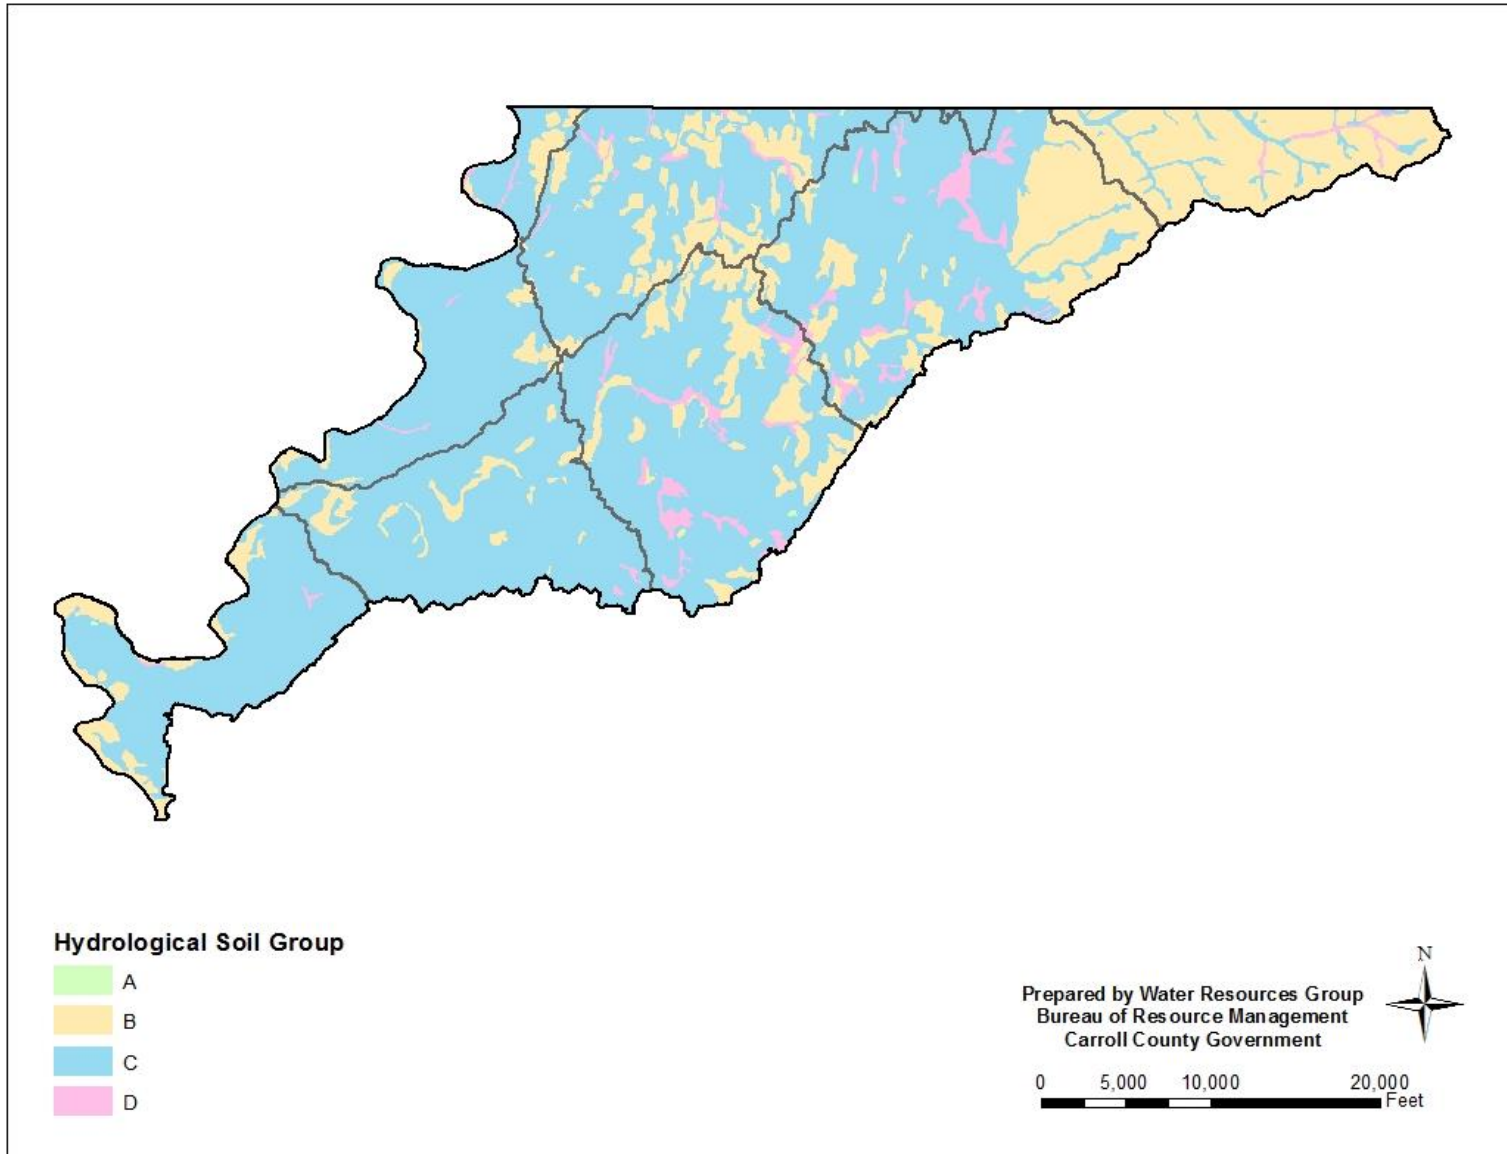 Hydrological Soil Group
A
B
C
D
N
Prepared by Water Resources Group
Bureau of Resource Management
Carroll County Government
0 5,000 10,000 20,000
Feet